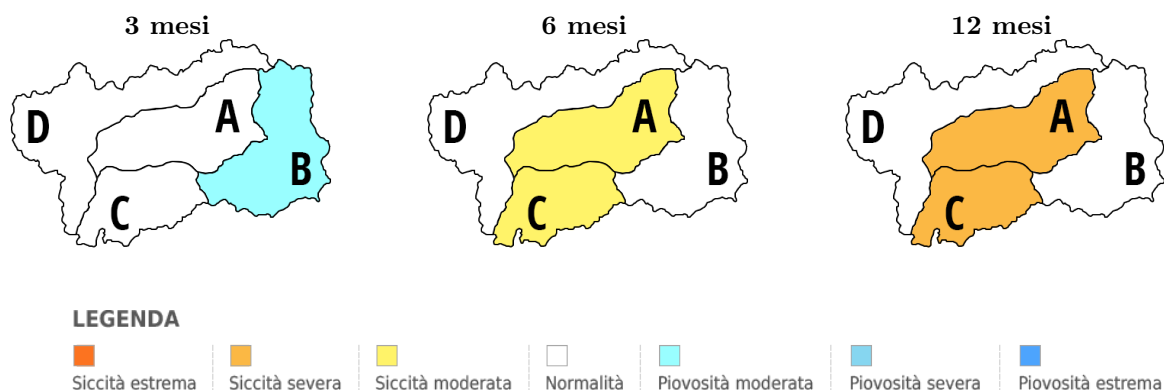 3 mesi
6 mesi
12 mesi
D
A
B
C
D
A
B
C
D
A
B
C
LEGENDA
Siccità estrema
Siccità severa
Siccità moderata
Normalità
Piovosità moderata
Piovosità severa
Piovosità estrema